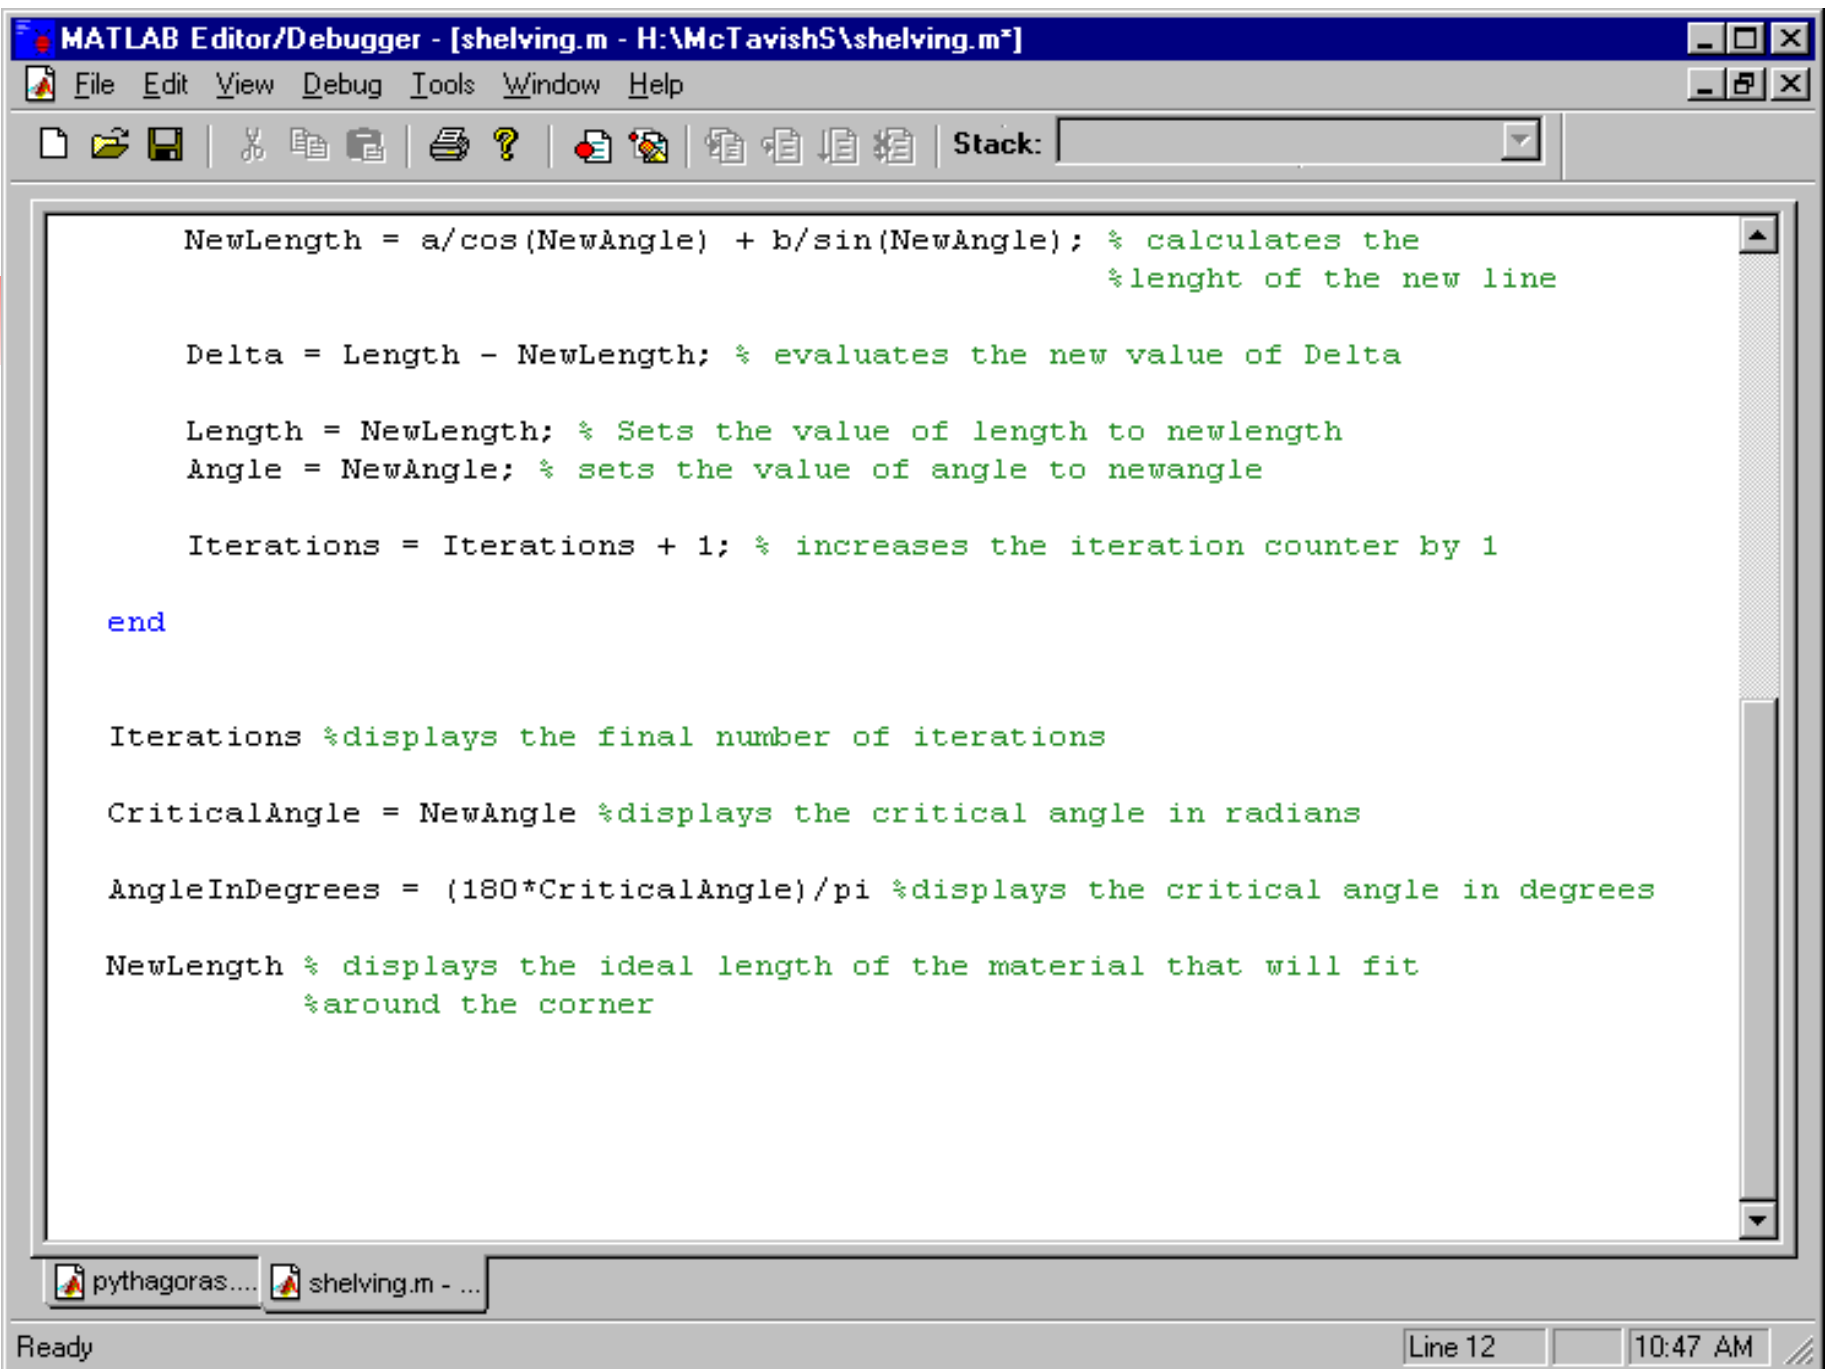 MATLAB Editor/Debugger - [shelving.m - H:\McTavishS\shelving.m*]
File Edit View Debug Tools Window Help
Stack:
NewLength = a/cos(NewAngle) + b/sin(NewAngle); % calculates the
%lenght of the new line
Delta = Length - NewLength; % evaluates the new value of Delta
Length = NewLength; % Sets the value of length to newlength
Angle = NewAngle; % sets the value of angle to newangle
Iterations = Iterations + 1; % increases the iteration counter by 1
end
Iterations %displays the final number of iterations
CriticalAngle = NewAngle %displays the critical angle in radians
AngleInDegrees = (180*CriticalAngle)/pi %displays the critical angle in degrees
NewLength % displays the ideal length of the material that will fit
%around the corner
pythagoras.... shelving.m - ...
Ready Line 12 10:47 AM